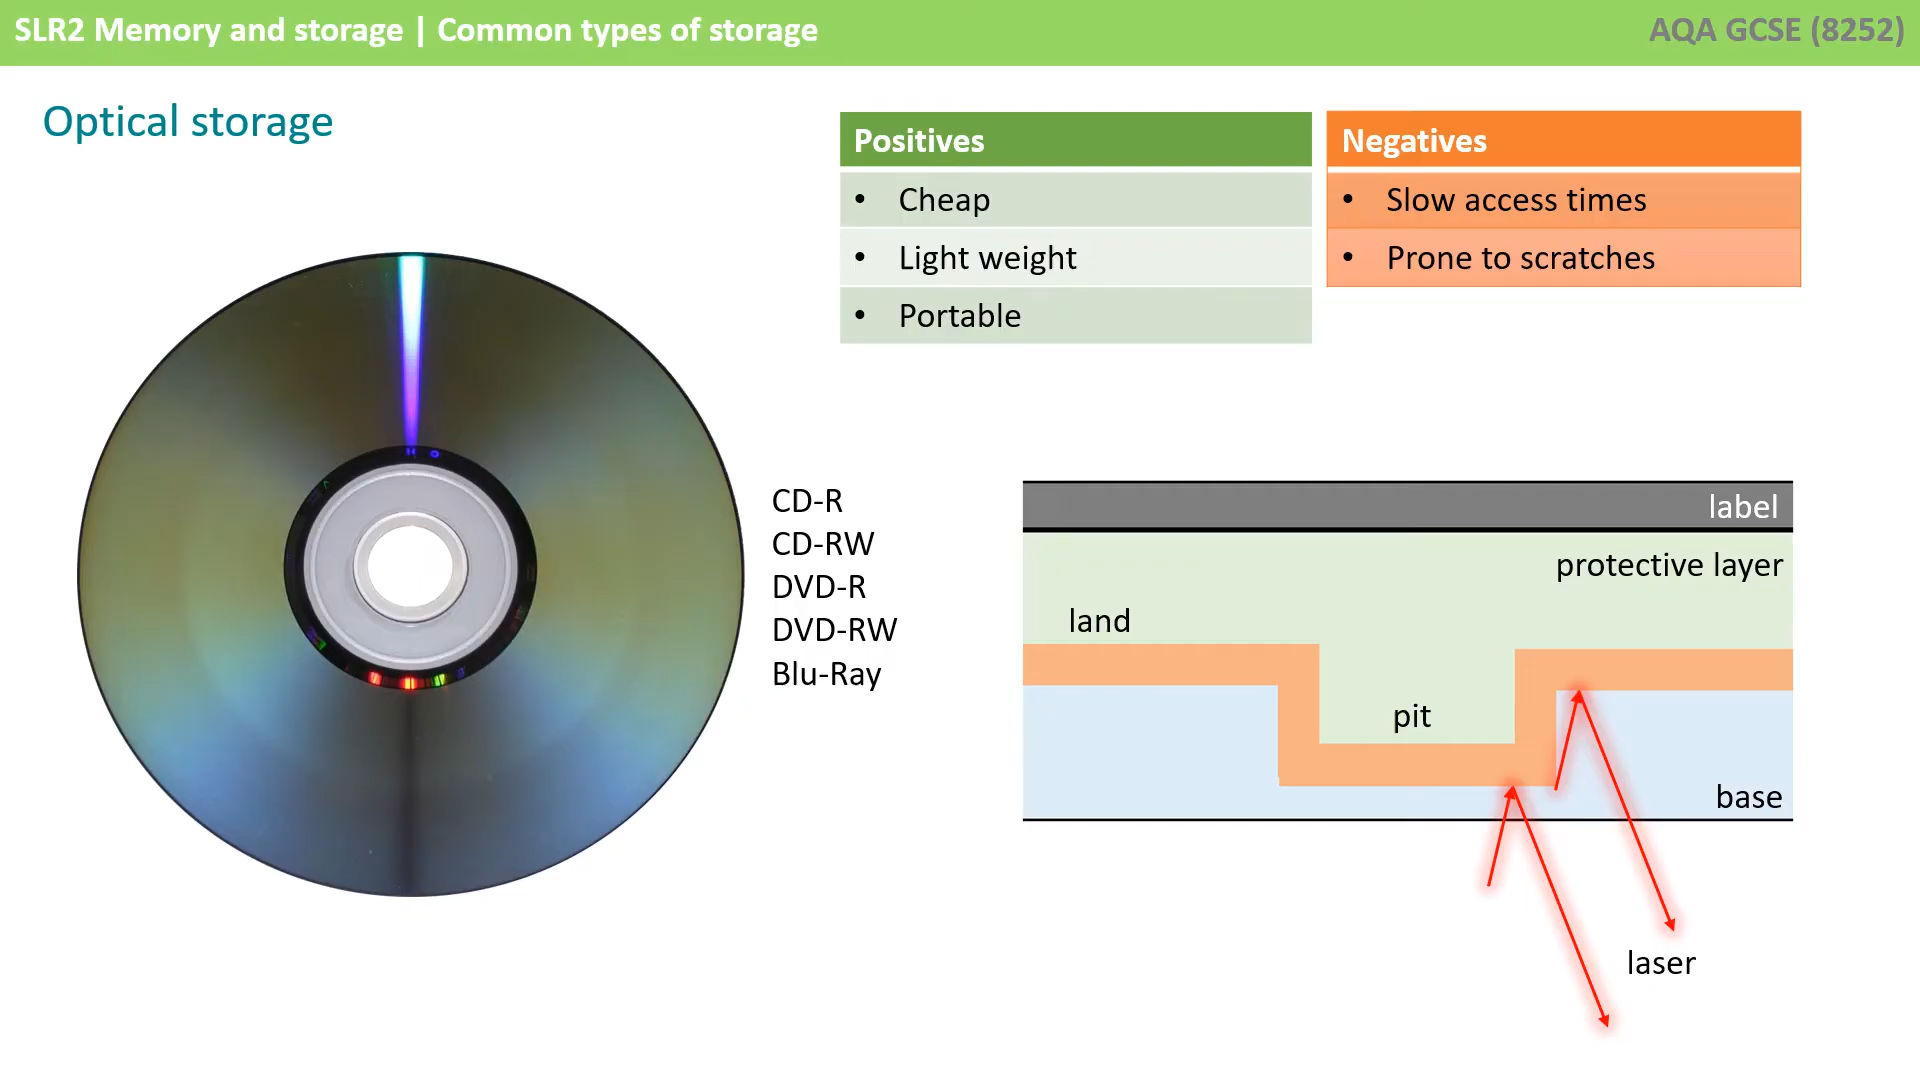 SLR2 Memory and storage | Common types of storage
AQA GCSE (8252)
Optical storage
Positives
• Cheap
• Light weight
• Portable
Negatives
• Slow access times
• Prone to scratches
CD-R
CD-RW
DVD-R
DVD-RW
Blu-Ray
label
protective layer
land
pit
base
laser